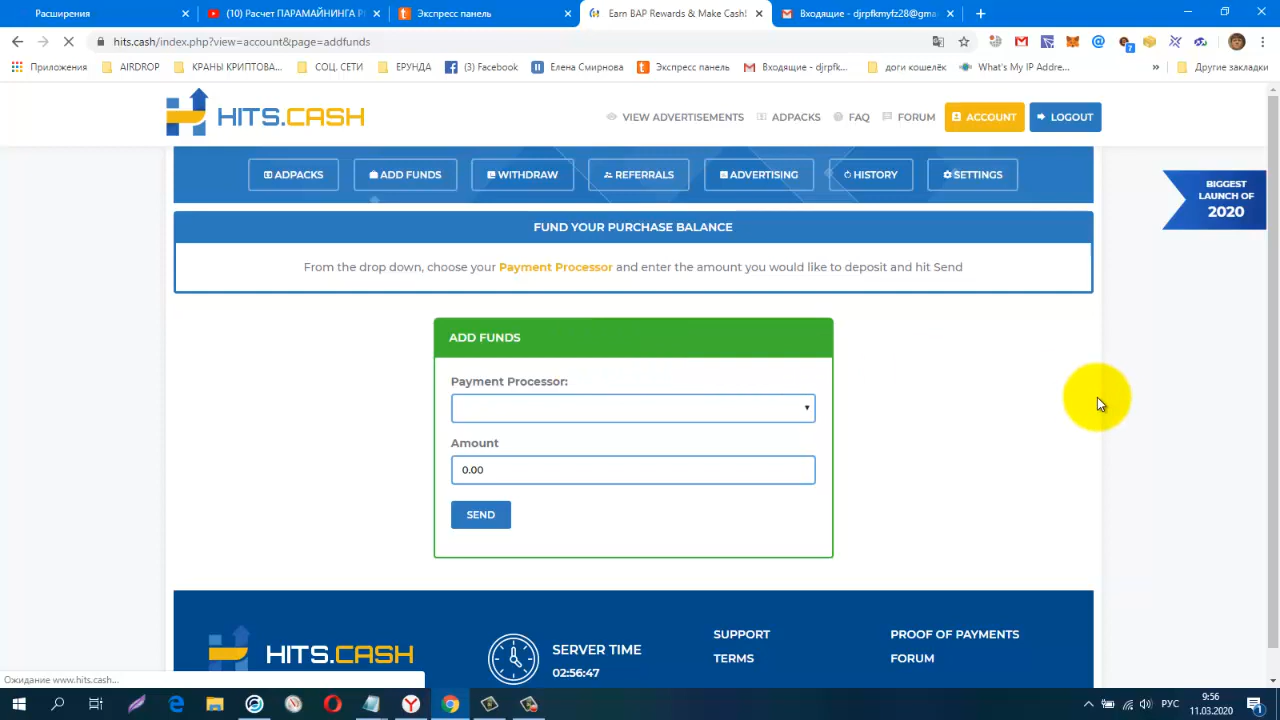 Расширения
(10) Расчет ПАРАМАЙНИНГА P
Экспресс панель
Earn BAP Rewards & Make Cash!
Входящие - djrpfkmyfz28@gma
hits.cash/index.php?view=account&page=addfunds
Приложения
AIRDROP
КРАНЫ КРИПТОВА...
СОЦ. СЕТИ
ЕРУНДА
(3) Facebook
Елена Смирнова
Экспресс панель
Входящие - djrpfk...
доги кошелёк
What's My IP Addre...
»
Другие закладки
HITS.CASH
VIEW ADVERTISEMENTS
ADPACKS
FAQ
FORUM
ACCOUNT
LOGOUT
ADPACKS
ADD FUNDS
WITHDRAW
REFERRALS
ADVERTISING
HISTORY
SETTINGS
BIGGEST
LAUNCH OF
2020
FUND YOUR PURCHASE BALANCE
From the drop down, choose your Payment Processor and enter the amount you would like to deposit and hit Send
ADD FUNDS
Payment Processor:
Amount
0.00
SEND
HITS.CASH
SERVER TIME
02:56:47
SUPPORT
TERMS
PROOF OF PAYMENTS
FORUM
Ожидание www.hits.cash...
РУС
9:56
11.03.2020